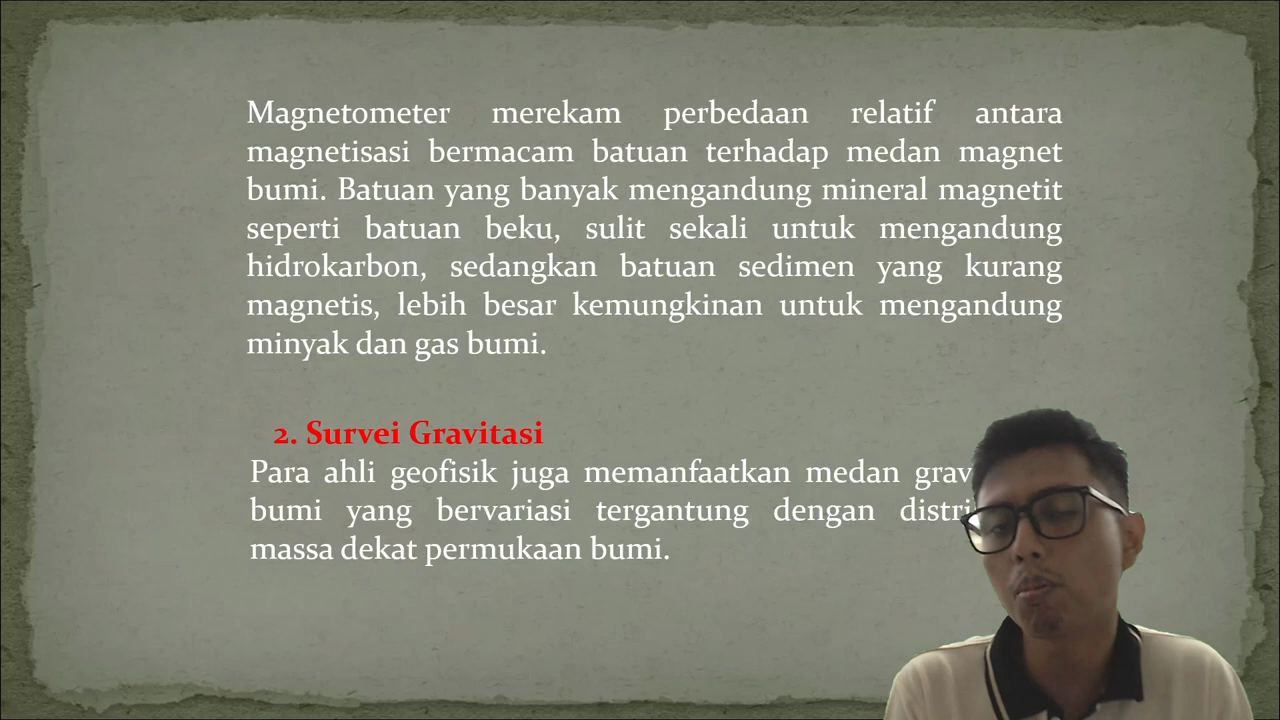 Magnetometer merekam perbedaan relatif antara
magnetisasi bermacam batuan terhadap medan magnet
bumi. Batuan yang banyak mengandung mineral magnetit
seperti batuan beku, sulit sekali untuk mengandung
hidrokarbon, sedangkan batuan sedimen yang kurang
magnetis, lebih besar kemungkinan untuk mengandung
minyak dan gas bumi.
2. Survei Gravitasi
Para ahli geofisik juga memanfaatkan medan
bumi yang bervariasi tergantung dengan
massa dekat permukaan bumi.